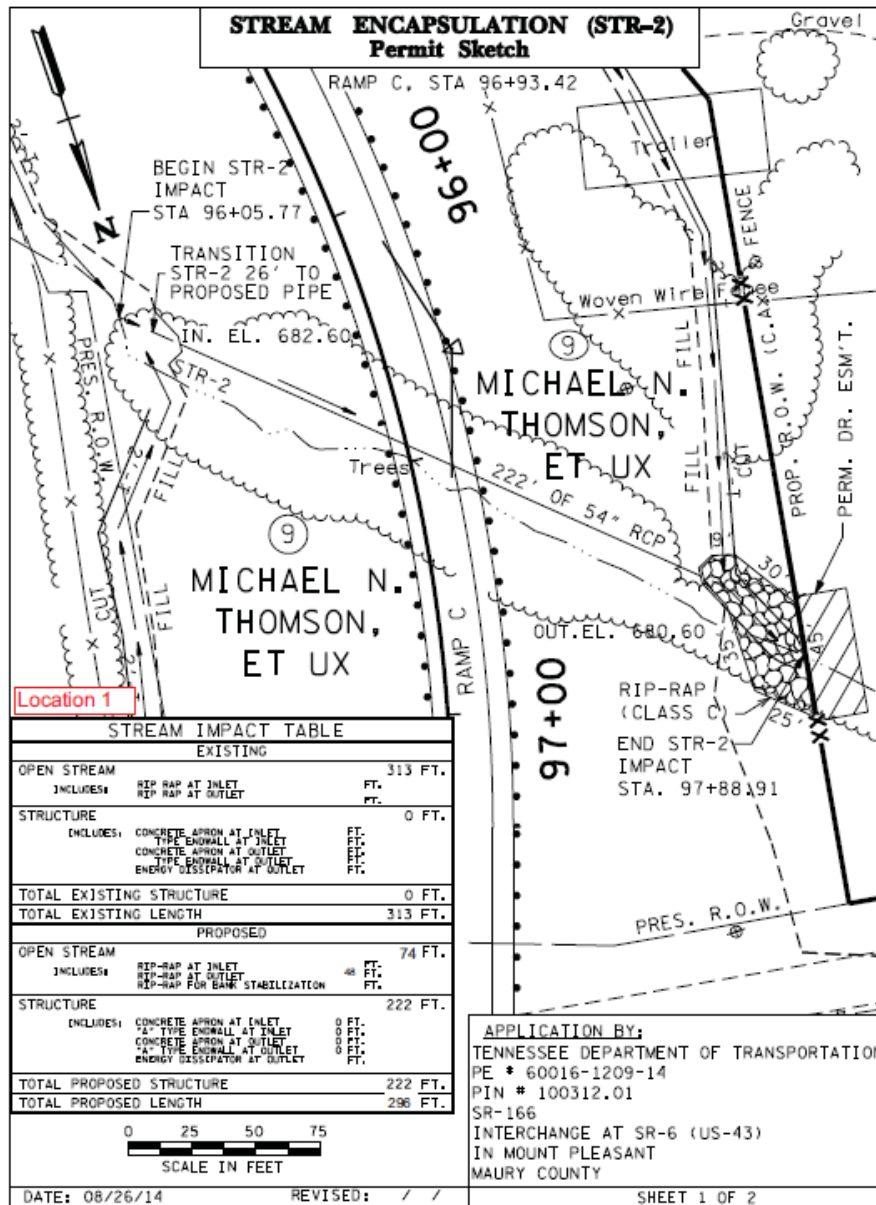 STREAM ENCAPSULATION (STR-2)
Permit Sketch
Gravel
RAMP C, STA 96+93.42
96+00
Trailer
BEGIN STR-2
IMPACT
STA 96+05.77
N
TRANSITION
STR-2 26' TO
PROPOSED PIPE
IN. EL. 682.60
STR-2
Woven Wire Fence
PROP. R.O.W. (C.A.) & FENCE
9
MICHAEL N.
THOMSON,
ET UX
FILL
FILL
CUT
PERM. DR. ESM'T.
PRES. R.O.W.
FILL
FILL
CUT
Trees
222' OF 54" RCP
9
MICHAEL N.
THOMSON,
ET UX
RAMP C
9'
30'
35'
45'
25'
OUT.EL. 680.60
97+00
RIP-RAP
(CLASS C)
END STR-2
IMPACT
STA. 97+88.91
PRES. R.O.W.
Location 1
STREAM IMPACT TABLE
EXISTING
OPEN STREAM 313 FT.
INCLUDES: RIP RAP AT INLET FT.
RIP RAP AT OUTLET FT.
STRUCTURE 0 FT.
INCLUDES: CONCRETE APRON AT INLET FT.
TYPE ENDWALL AT INLET FT.
CONCRETE APRON AT OUTLET FT.
TYPE ENDWALL AT OUTLET FT.
ENERGY DISSIPATOR AT OUTLET FT.
TOTAL EXISTING STRUCTURE 0 FT.
TOTAL EXISTING LENGTH 313 FT.
PROPOSED
OPEN STREAM 74 FT.
INCLUDES: RIP-RAP AT INLET FT.
RIP-RAP AT OUTLET 48 FT.
RIP-RAP FOR BANK STABILIZATION FT.
STRUCTURE 222 FT.
INCLUDES: CONCRETE APRON AT INLET 0 FT.
"A" TYPE ENDWALL AT INLET 0 FT.
CONCRETE APRON AT OUTLET 0 FT.
"A" TYPE ENDWALL AT OUTLET 0 FT.
ENERGY DISSIPATOR AT OUTLET FT.
TOTAL PROPOSED STRUCTURE 222 FT.
TOTAL PROPOSED LENGTH 296 FT.
0 25 50 75
SCALE IN FEET
APPLICATION BY:
TENNESSEE DEPARTMENT OF TRANSPORTATION
PE # 60016-1209-14
PIN # 100312.01
SR-166
INTERCHANGE AT SR-6 (US-43)
IN MOUNT PLEASANT
MAURY COUNTY
DATE: 08/26/14 REVISED: / /
SHEET 1 OF 2